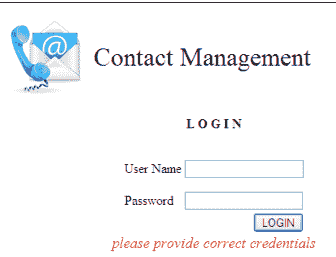 @
Contact Management
LOGIN
User Name
Password
LOGIN
please provide correct credentials